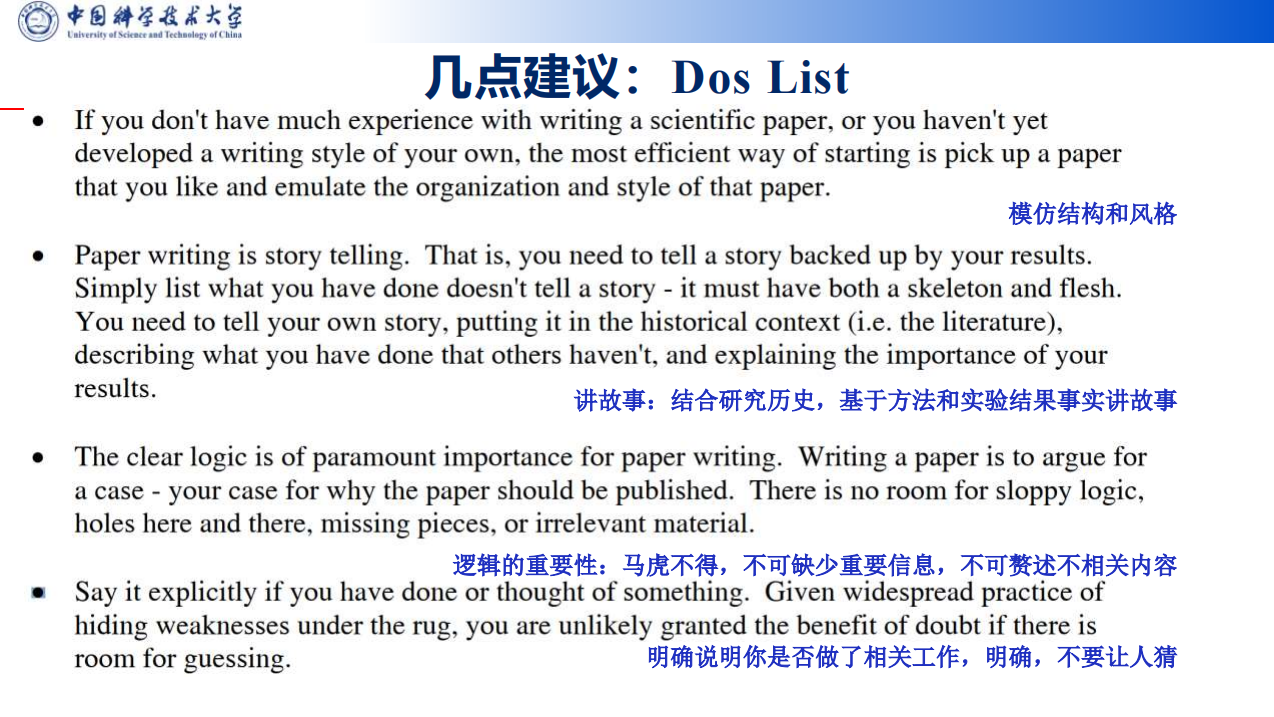 中国科学技术大学
University of Science and Technology of China
几点建议：Dos List
• If you don't have much experience with writing a scientific paper, or you haven't yet
developed a writing style of your own, the most efficient way of starting is pick up a paper
that you like and emulate the organization and style of that paper.
模仿结构和风格
• Paper writing is story telling.  That is, you need to tell a story backed up by your results.
Simply list what you have done doesn't tell a story - it must have both a skeleton and flesh.
You need to tell your own story, putting it in the historical context (i.e. the literature),
describing what you have done that others haven't, and explaining the importance of your
results.
讲故事：结合研究历史，基于方法和实验结果事实讲故事
• The clear logic is of paramount importance for paper writing.  Writing a paper is to argue for
a case - your case for why the paper should be published.  There is no room for sloppy logic,
holes here and there, missing pieces, or irrelevant material.
逻辑的重要性：马虎不得，不可缺少重要信息，不可赘述不相关内容
• Say it explicitly if you have done or thought of something.  Given widespread practice of
hiding weaknesses under the rug, you are unlikely granted the benefit of doubt if there is
room for guessing.
明确说明你是否做了相关工作，明确，不要让人猜